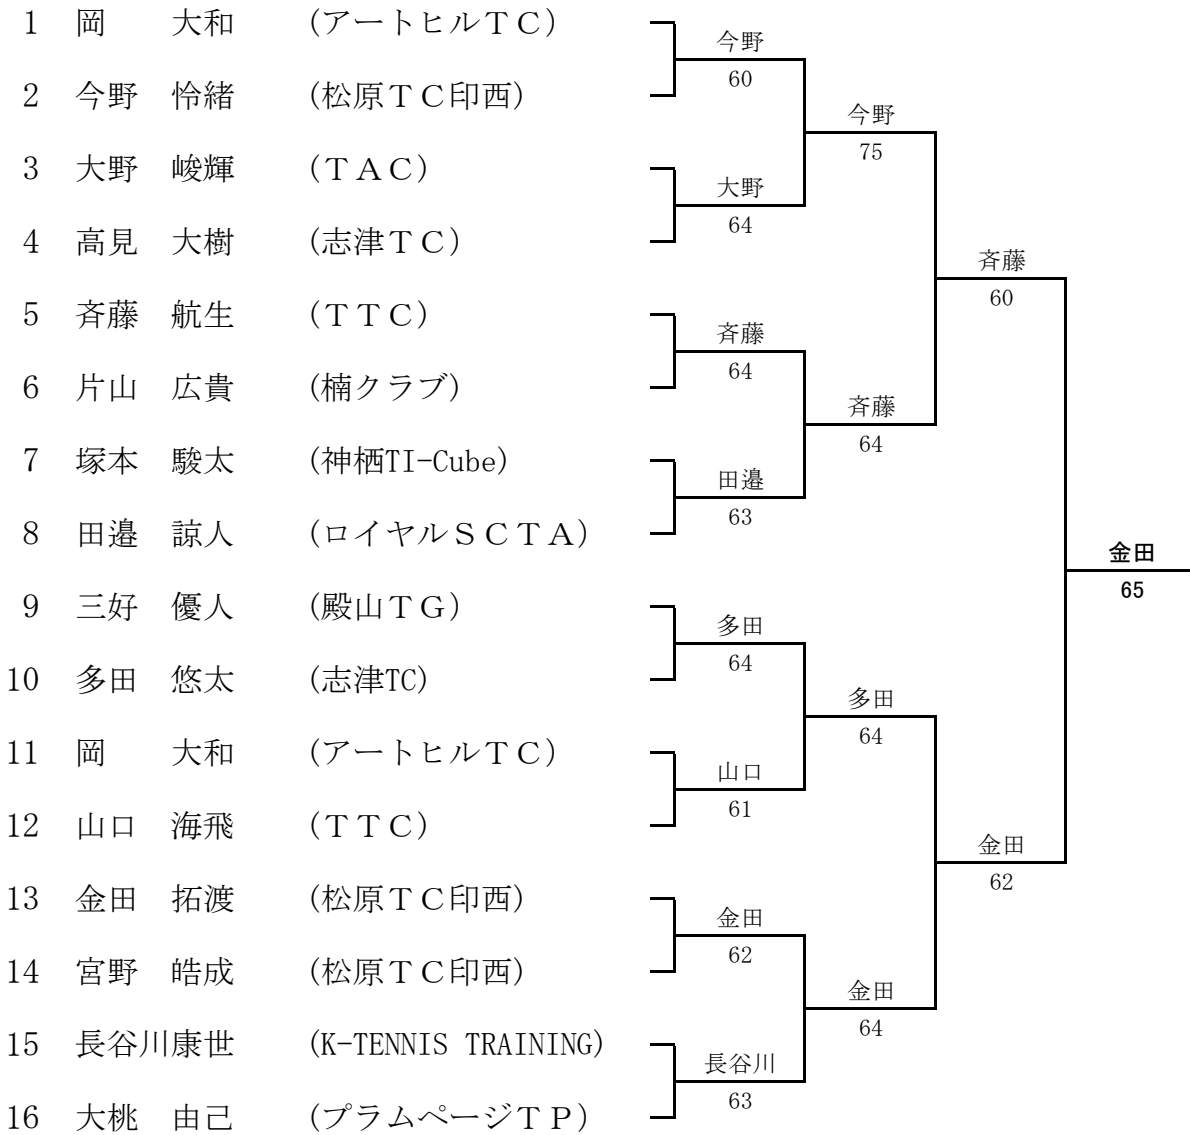 1 岡　　大和 (アートヒルＴＣ)
今野
60
2 今野　怜緒 (松原ＴＣ印西)
今野
75
3 大野　峻輝 (ＴＡＣ)
大野
64
4 高見　大樹 (志津ＴＣ)
斉藤
60
5 斉藤　航生 (ＴＴＣ)
斉藤
64
6 片山　広貴 (楠クラブ)
斉藤
64
7 塚本　駿太 (神栖TI-Cube)
田邉
63
8 田邉　諒人 (ロイヤルＳＣＴＡ)
金田
65
9 三好　優人 (殿山ＴＧ)
多田
64
10 多田　悠太 (志津TC)
多田
64
11 岡　　大和 (アートヒルＴＣ)
山口
61
12 山口　海飛 (ＴＴＣ)
金田
62
13 金田　拓渡 (松原ＴＣ印西)
金田
62
14 宮野　皓成 (松原ＴＣ印西)
金田
64
15 長谷川康世 (K-TENNIS TRAINING)
長谷川
63
16 大桃　由己 (プラムページＴＰ)